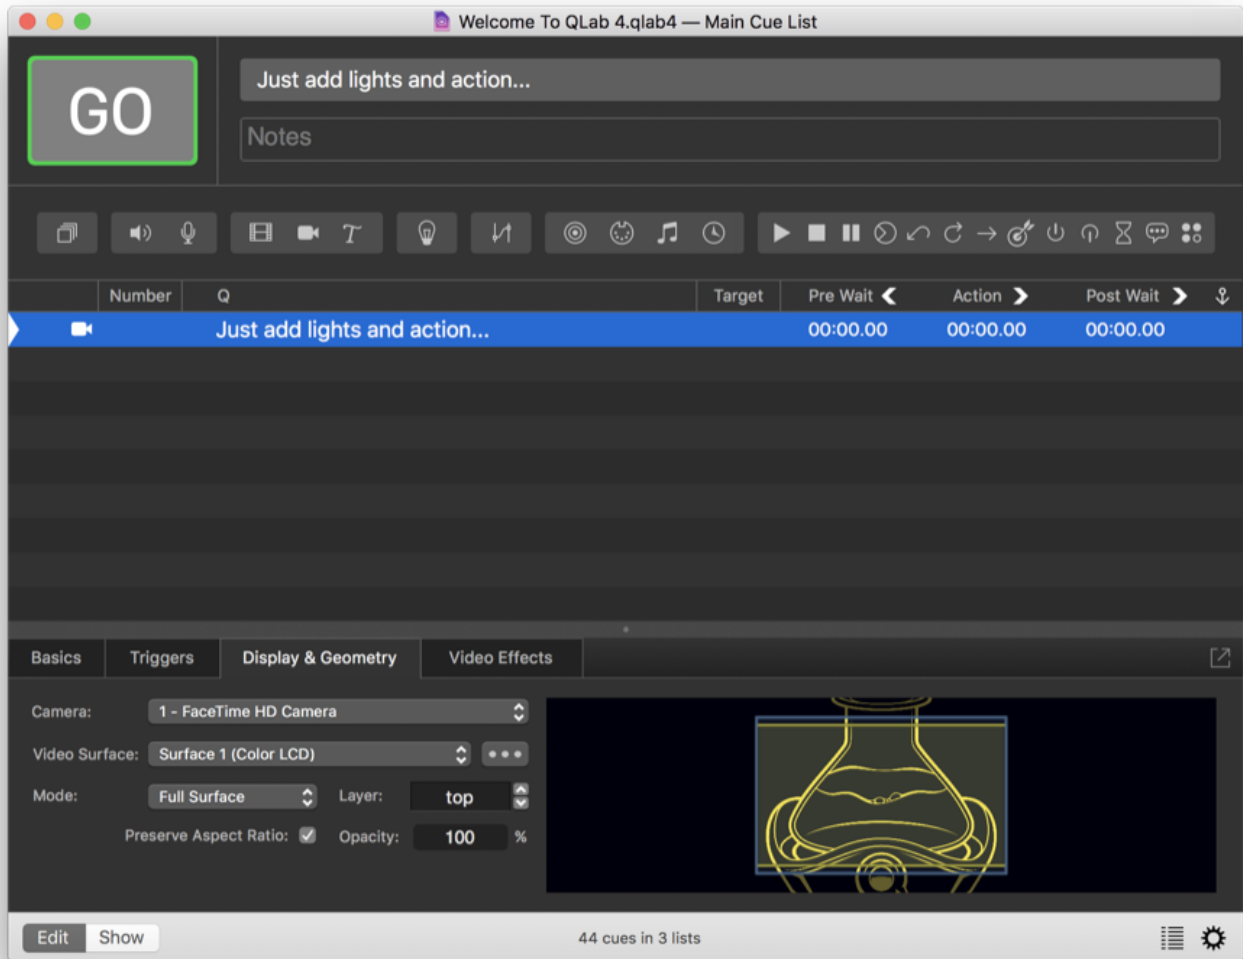 Welcome To QLab 4.qlab4 — Main Cue List
GO
Just add lights and action...
Notes
Number Q Target Pre Wait Action Post Wait
Just add lights and action... 00:00.00 00:00.00 00:00.00
Basics Triggers Display & Geometry Video Effects
Camera: 1 - FaceTime HD Camera
Video Surface: Surface 1 (Color LCD)
Mode: Full Surface Layer: top
Preserve Aspect Ratio: Opacity: 100 %
Edit Show 44 cues in 3 lists